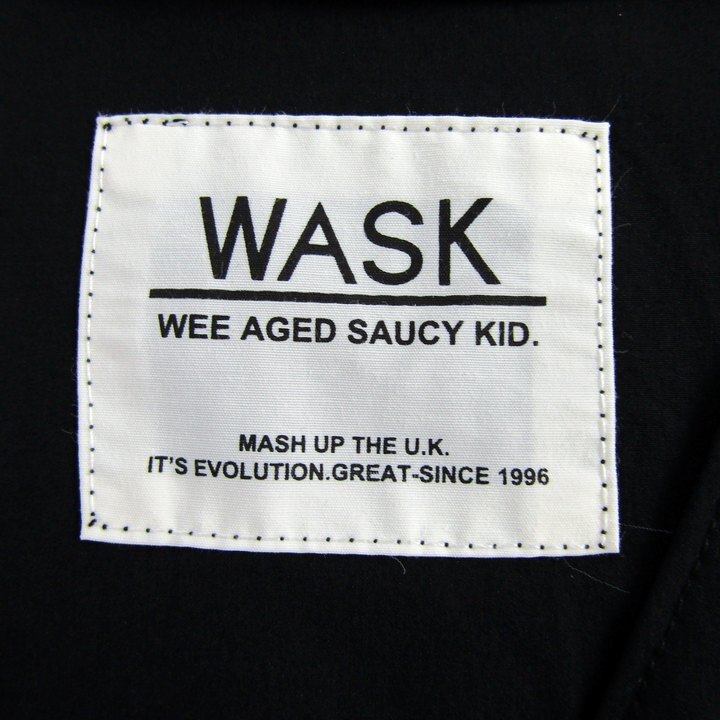 WASK
WEE AGED SAUCY KID.
MASH UP THE U.K.
IT'S EVOLUTION.GREAT-SINCE 1996